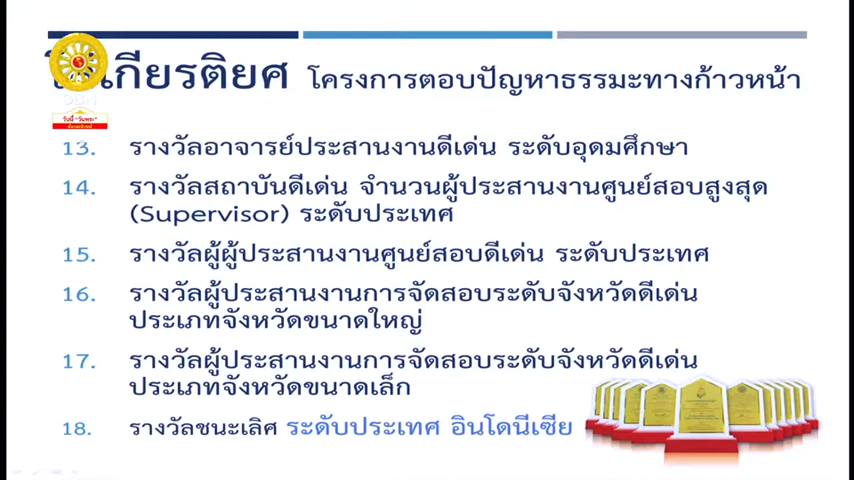 เกียรติยศ โครงการตอบปัญหาธรรมะทางก้าวหน้า
วันนี้ "วันพระ"
13. รางวัลอาจารย์ประสานงานดีเด่น ระดับอุดมศึกษา
14. รางวัลสถาบันดีเด่น จำนวนผู้ประสานงานศูนย์สอบสูงสุด
(Supervisor) ระดับประเทศ
15. รางวัลผู้ผู้ประสานงานศูนย์สอบดีเด่น ระดับประเทศ
16. รางวัลผู้ประสานงานการจัดสอบระดับจังหวัดดีเด่น
ประเภทจังหวัดขนาดใหญ่
17. รางวัลผู้ประสานงานการจัดสอบระดับจังหวัดดีเด่น
ประเภทจังหวัดขนาดเล็ก
18. รางวัลชนะเลิศ ระดับประเทศ อินโดนีเซีย